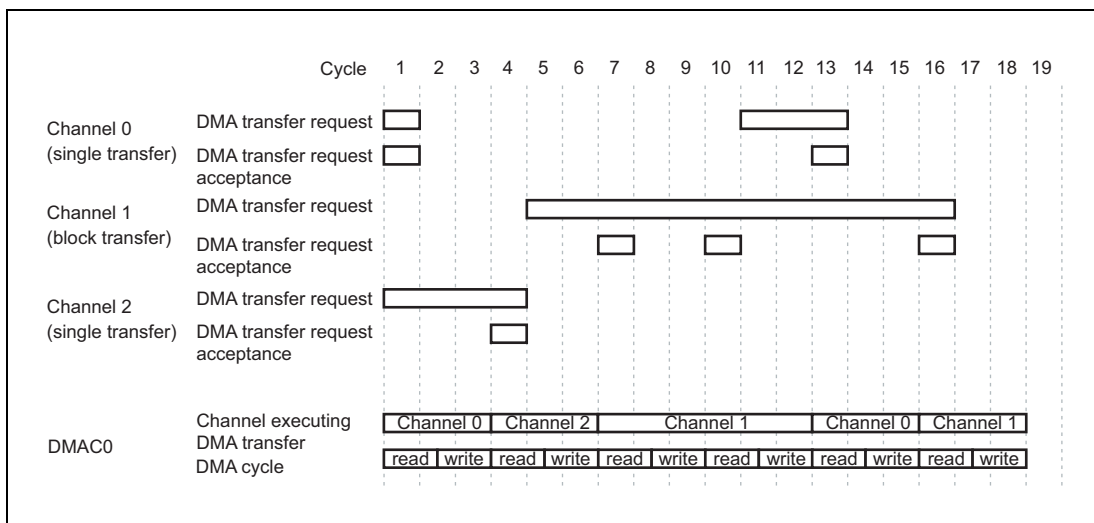 Cycle 1 2 3 4 5 6 7 8 9 10 11 12 13 14 15 16 17 18 19
Channel 0
(single transfer)
DMA transfer request
DMA transfer request
acceptance
Channel 1
(block transfer)
DMA transfer request
DMA transfer request
acceptance
Channel 2
(single transfer)
DMA transfer request
DMA transfer request
acceptance
DMAC0
Channel executing
DMA transfer
Channel 0 Channel 2 Channel 1 Channel 0 Channel 1
DMA cycle
read write read write read write read write read write read write